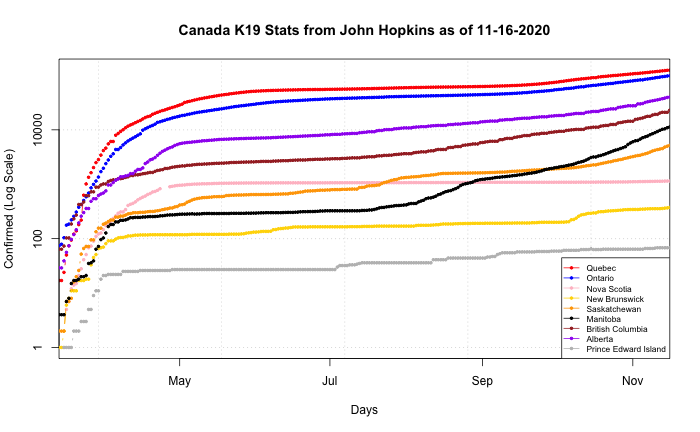 Canada K19 Stats from John Hopkins as of 11-16-2020
Confirmed (Log Scale)
10000
100
1
May
Jul
Sep
Nov
Days
Quebec
Ontario
Nova Scotia
New Brunswick
Saskatchewan
Manitoba
British Columbia
Alberta
Prince Edward Island